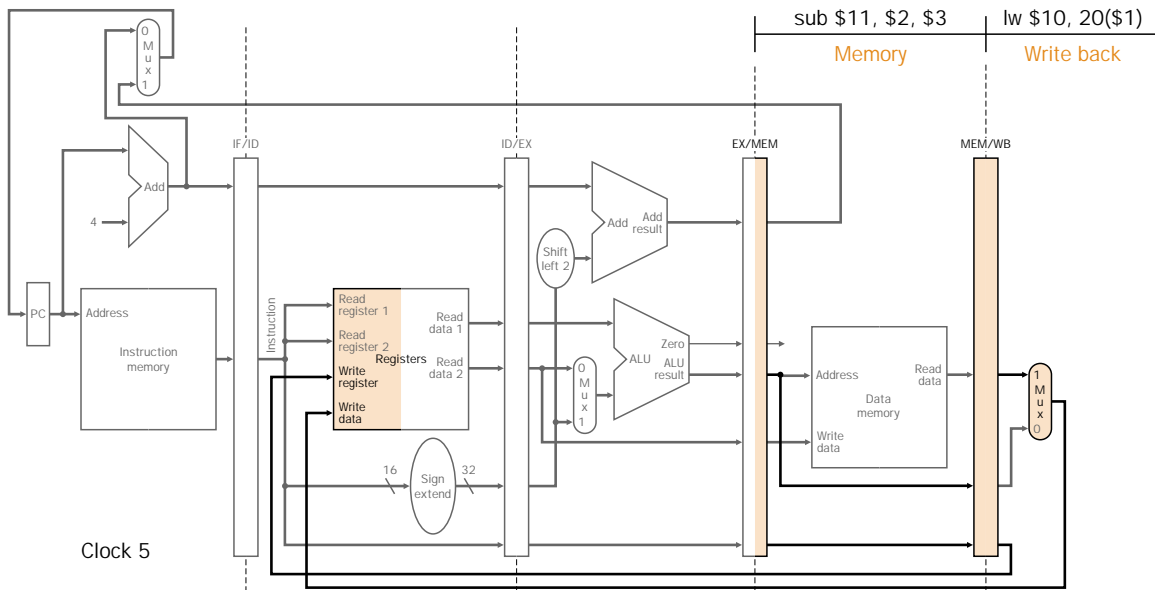 sub $11, $2, $3
lw $10, 20($1)
Memory
Write back
0
M
u
x
1
IF/ID
ID/EX
EX/MEM
MEM/WB
Add
4
Add
Add
result
Shift
left 2
PC
Address
Instruction
memory
Instruction
Read
register 1
Read
register 2
Write
register
Write
data
Registers
Read
data 1
Read
data 2
0
M
u
x
1
Zero
ALU
ALU
result
Address
Read
data
Data
memory
Write
data
1
M
u
x
0
16
Sign
extend
32
Clock 5